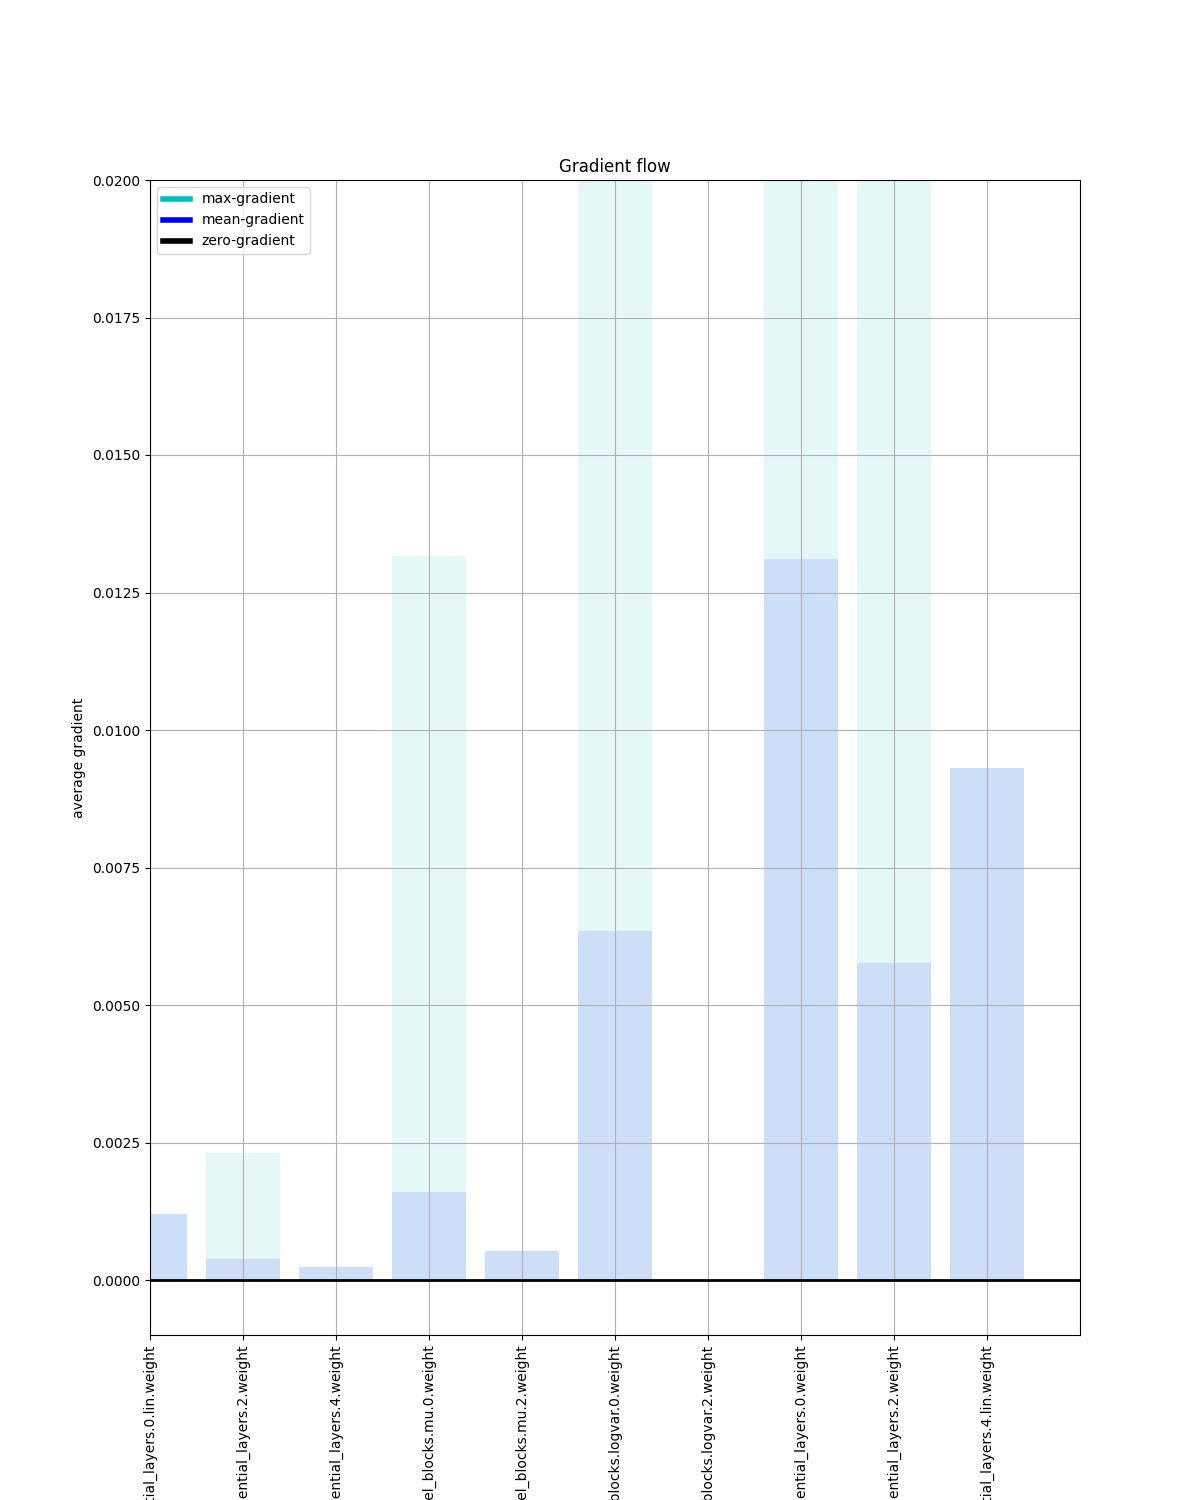 Gradient flow
max-gradient
mean-gradient
zero-gradient
0.0200
0.0175
0.0150
0.0125
0.0100
0.0075
0.0050
0.0025
0.0000
average gradient
tial_layers.0.lin.weight
ential_layers.2.weight
ential_layers.4.weight
el_blocks.mu.0.weight
el_blocks.mu.2.weight
blocks.logvar.0.weight
blocks.logvar.2.weight
ential_layers.0.weight
ential_layers.2.weight
tial_layers.4.lin.weight